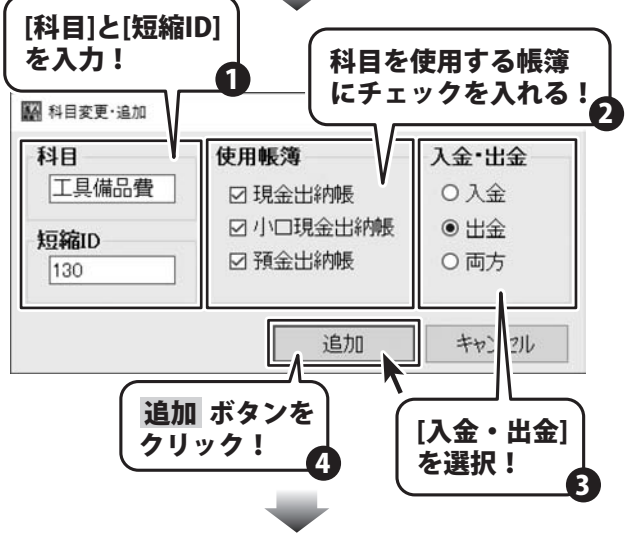 [科目]と[短縮ID]
を入力！
1
科目を使用する帳簿
にチェックを入れる！
2
科目変更・追加
科目
工具備品費
短縮ID
130
使用帳簿
現金出納帳
小口現金出納帳
預金出納帳
入金・出金
入金
出金
両方
追加
キャンセル
追加 ボタンを
クリック！
4
[入金・出金]
を選択！
3